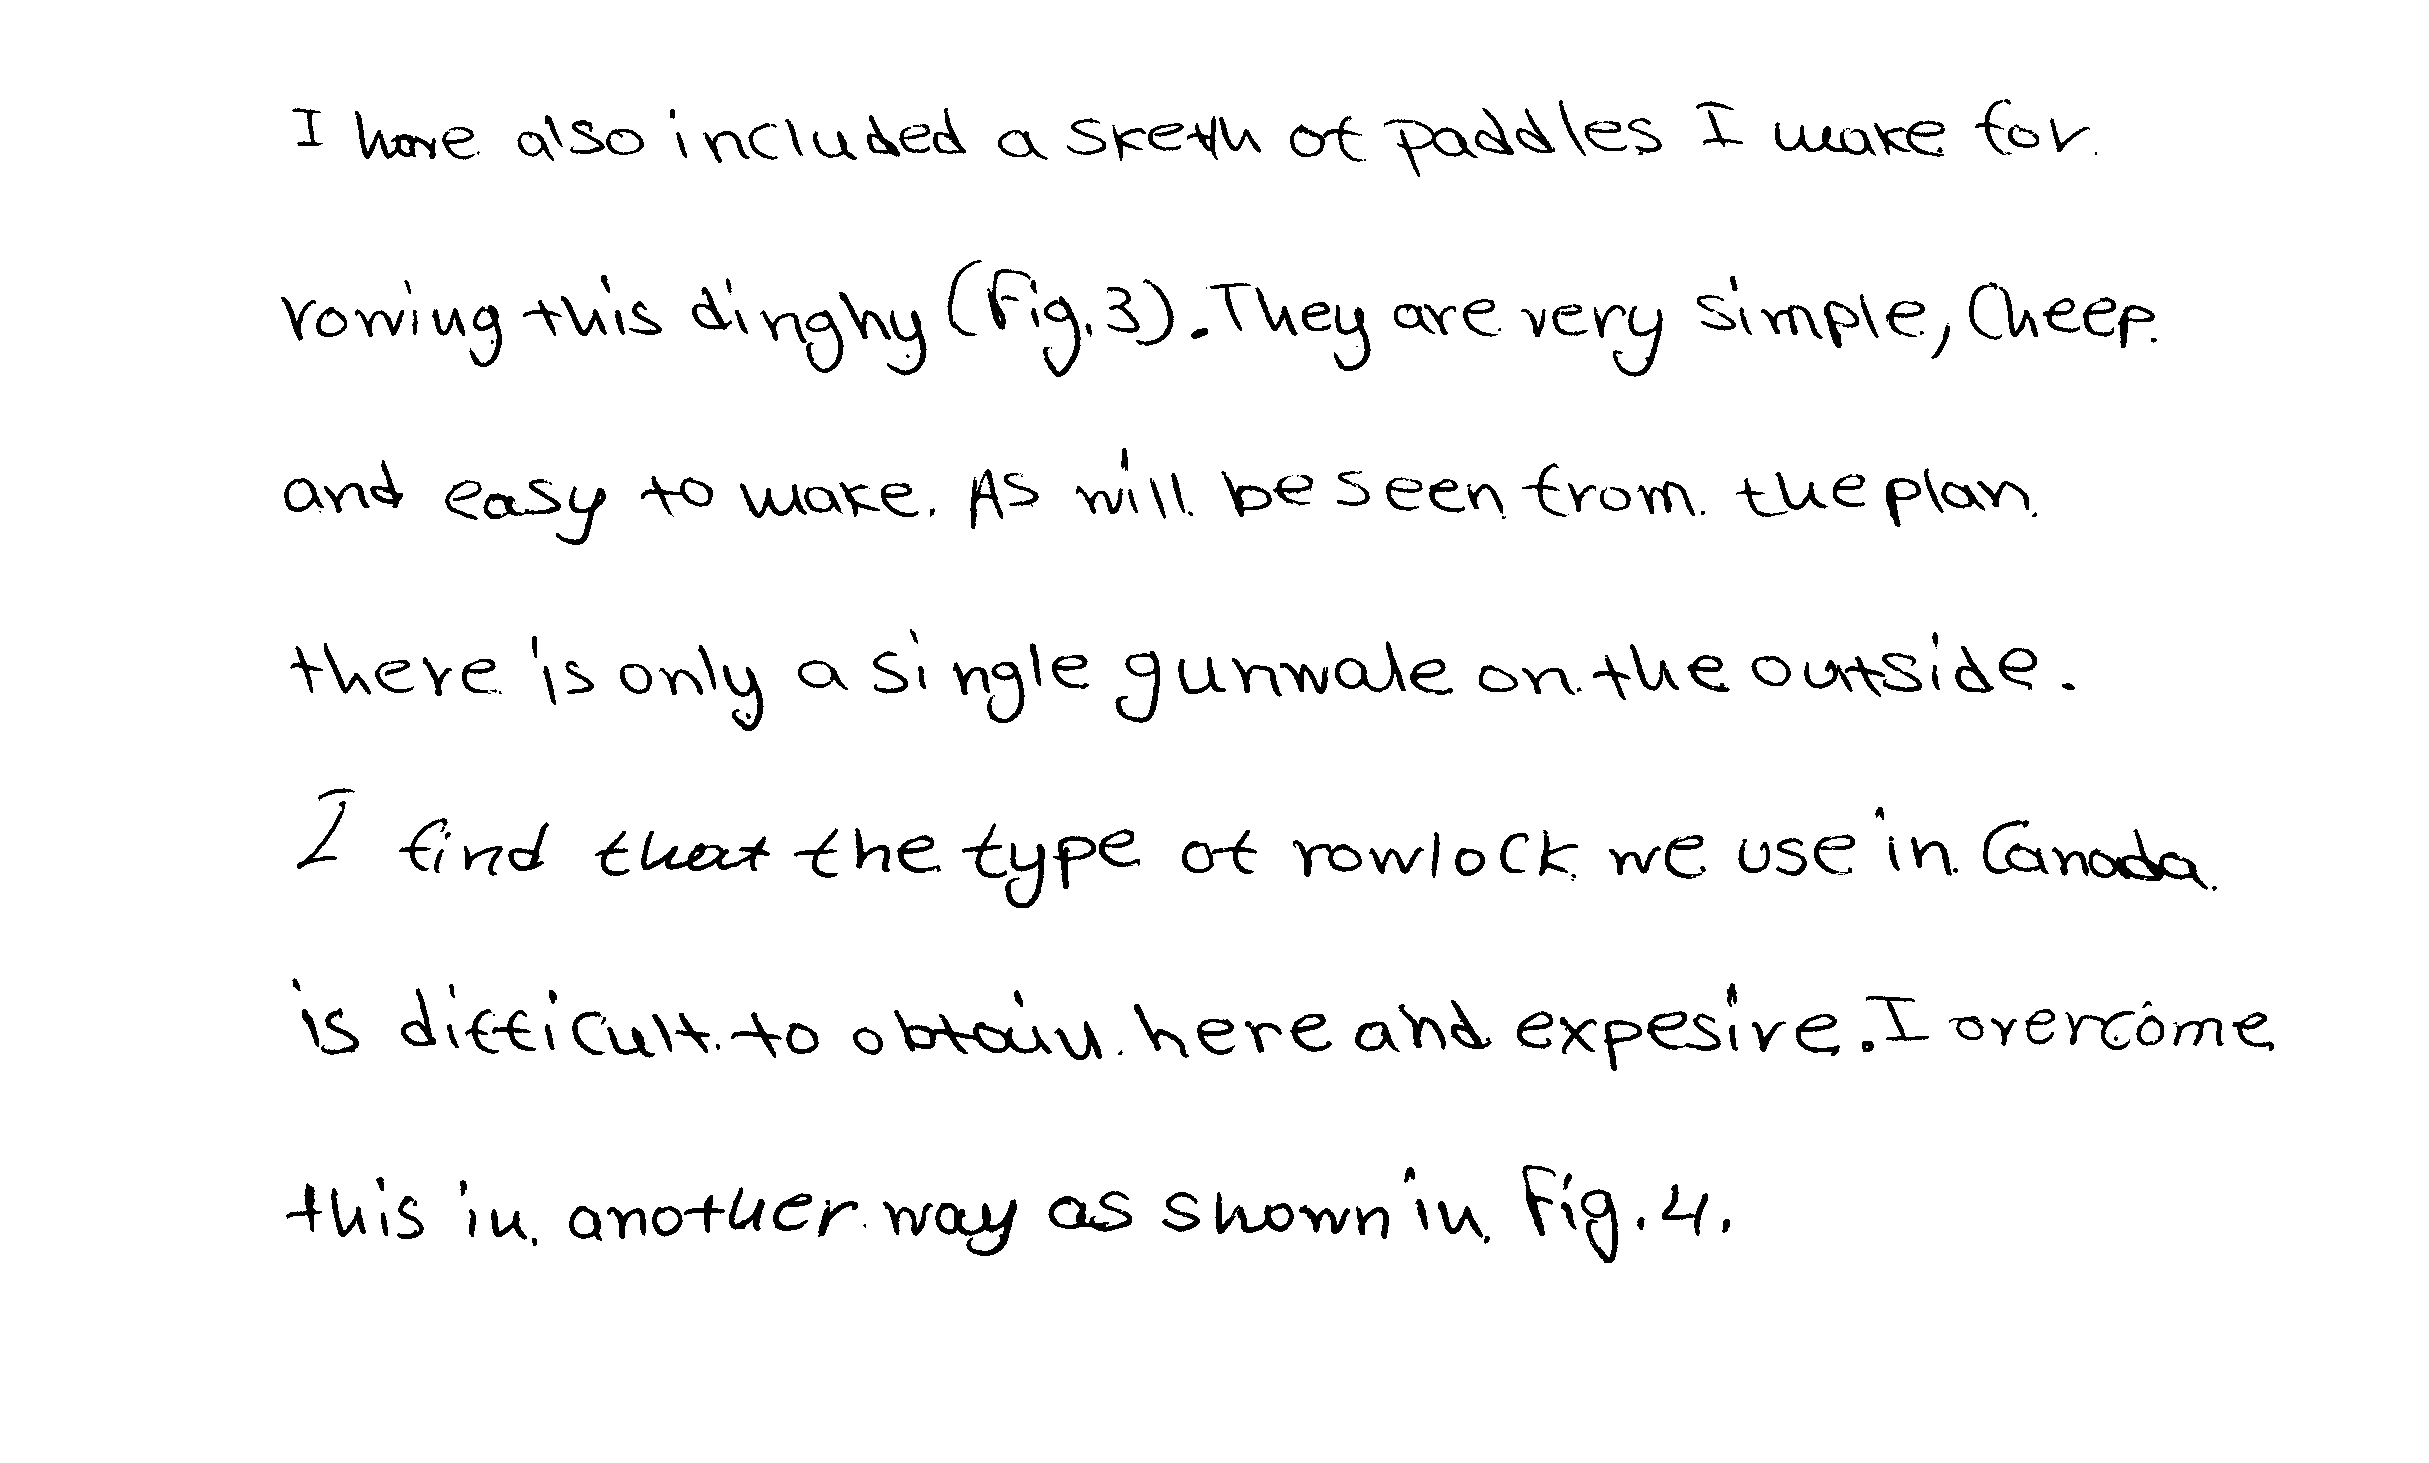 I have also included a sketh of paddles I make for
rowing this dinghy (Fig.3). They are very simple, Cheep
and easy to make. As will be seen from the plan
there is only a single gunwale on the outside.
I find that the type of rowlock we use in Canada
is difficult to obtain here and expesive. I overcome
this in another way as shown in Fig.4.